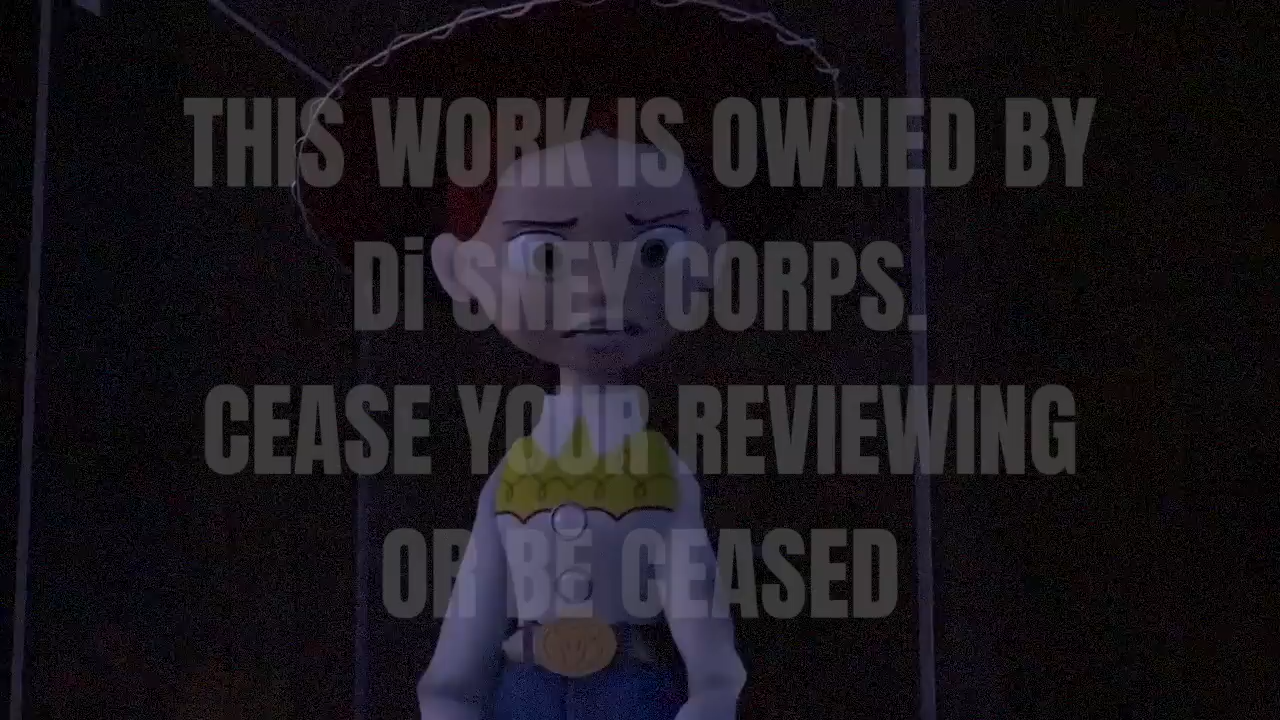 THIS WORK IS OWNED BY
Di SNEY CORPS.
CEASE YOUR REVIEWING
OR BE CEASED